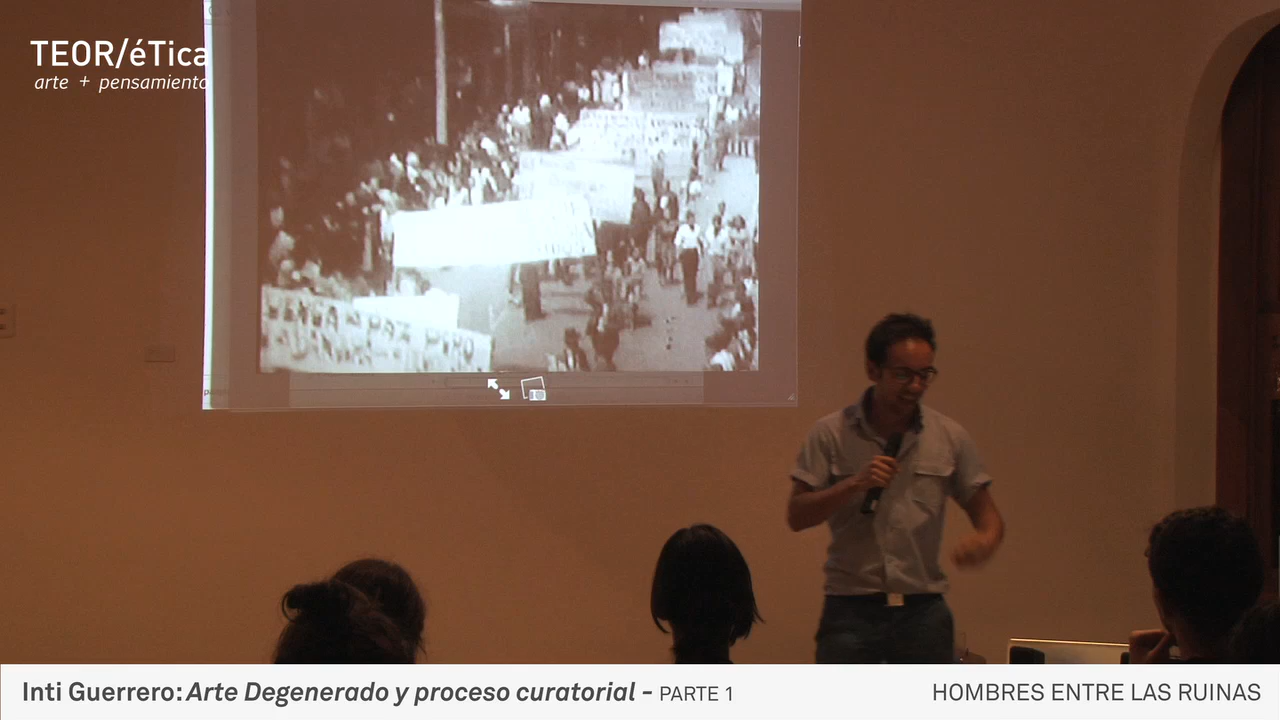 TEOR/éTica
arte + pensamiento
Inti Guerrero: Arte Degenerado y proceso curatorial - PARTE 1
HOMBRES ENTRE LAS RUINAS